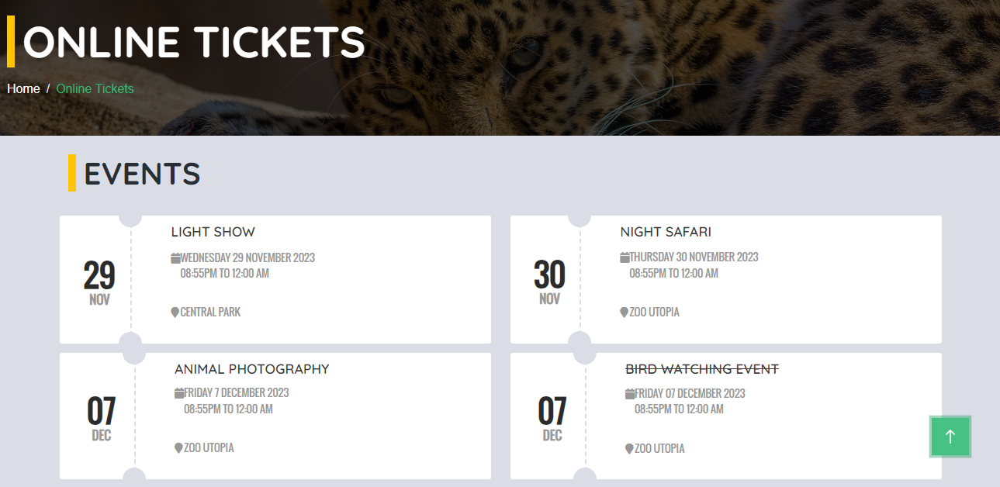 ONLINE TICKETS
Home / Online Tickets
EVENTS
29
NOV
LIGHT SHOW
WEDNESDAY 29 NOVEMBER 2023
08:55PM TO 12:00 AM
CENTRAL PARK
30
NOV
NIGHT SAFARI
THURSDAY 30 NOVEMBER 2023
08:55PM TO 12:00 AM
ZOO UTOPIA
07
DEC
ANIMAL PHOTOGRAPHY
FRIDAY 7 DECEMBER 2023
08:55PM TO 12:00 AM
ZOO UTOPIA
07
DEC
BIRD WATCHING EVENT
FRIDAY 07 DECEMBER 2023
08:55PM TO 12:00 AM
ZOO UTOPIA